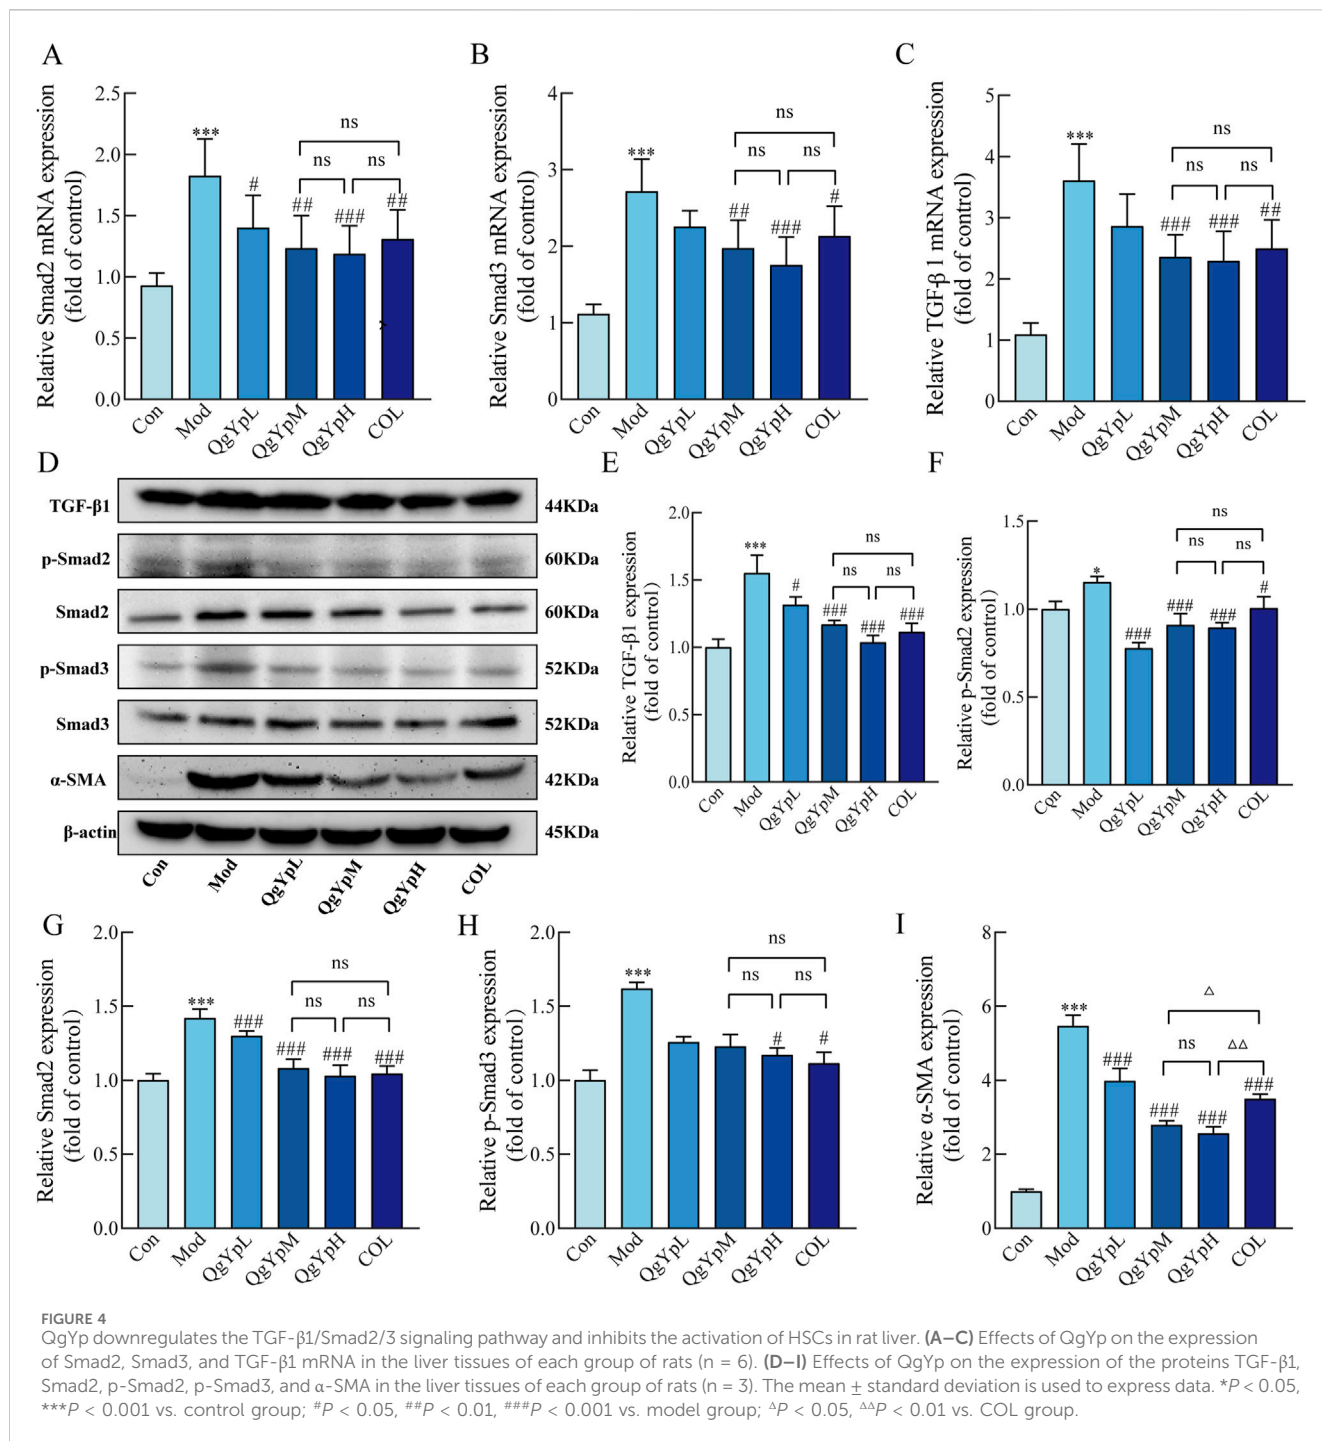 A
Relative Smad2 mRNA expression
(fold of control)
2.5
2.0
1.5
1.0
0.5
0.0
***
#
##
###
##
ns
ns
ns
Con
Mod
QgYpL
QgYpM
QgYpH
COL
B
Relative Smad3 mRNA expression
(fold of control)
4
3
2
1
0
***
##
###
#
ns
ns
ns
Con
Mod
QgYpL
QgYpM
QgYpH
COL
C
Relative TGF-β 1 mRNA expression
(fold of control)
5
4
3
2
1
0
***
###
###
##
ns
ns
ns
Con
Mod
QgYpL
QgYpM
QgYpH
COL
D
TGF-β1 44KDa
p-Smad2 60KDa
Smad2 60KDa
p-Smad3 52KDa
Smad3 52KDa
α-SMA 42KDa
β-actin 45KDa
Con
Mod
QgYpL
QgYpM
QgYpH
COL
E
Relative TGF-β1 expression
(fold of control)
2.0
1.5
1.0
0.5
0.0
***
#
###
###
###
ns
ns
ns
Con
Mod
QgYpL
QgYpM
QgYpH
COL
F
Relative p-Smad2 expression
(fold of control)
1.5
1.0
0.5
0.0
*
###
###
###
#
ns
ns
ns
Con
Mod
QgYpL
QgYpM
QgYpH
COL
G
Relative Smad2 expression
(fold of control)
2.0
1.5
1.0
0.5
0.0
***
###
###
###
###
ns
ns
ns
Con
Mod
QgYpL
QgYpM
QgYpH
COL
H
Relative p-Smad3 expression
(fold of control)
2.0
1.5
1.0
0.5
0.0
***
#
#
ns
ns
ns
Con
Mod
QgYpL
QgYpM
QgYpH
COL
I
Relative α-SMA expression
(fold of control)
8
6
4
2
0
***
###
###
###
###
ns
△△
△
Con
Mod
QgYpL
QgYpM
QgYpH
COL
FIGURE 4
QgYp downregulates the TGF-β1/Smad2/3 signaling pathway and inhibits the activation of HSCs in rat liver. (A–C) Effects of QgYp on the expression
of Smad2, Smad3, and TGF-β1 mRNA in the liver tissues of each group of rats (n = 6). (D–I) Effects of QgYp on the expression of the proteins TGF-β1,
Smad2, p-Smad2, p-Smad3, and α-SMA in the liver tissues of each group of rats (n = 3). The mean ± standard deviation is used to express data. *P < 0.05,
***P < 0.001 vs. control group; #P < 0.05, ##P < 0.01, ###P < 0.001 vs. model group; △P < 0.05, △△P < 0.01 vs. COL group.